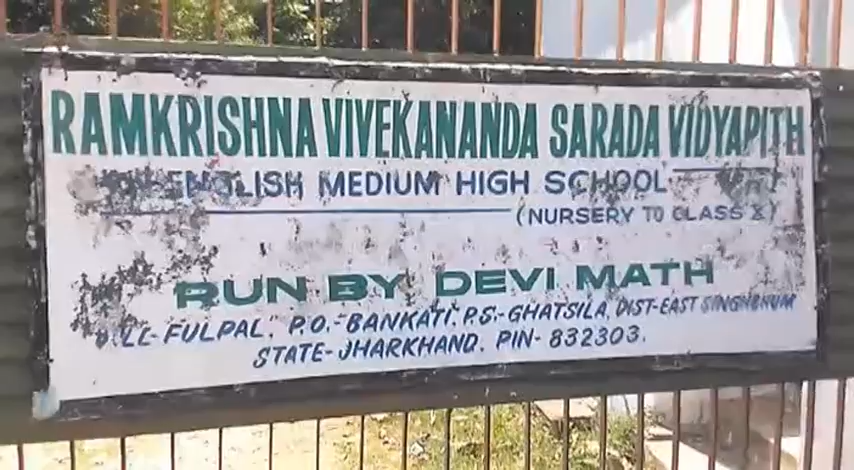 RAMKRISHNA VIVEKANANDA SARADA VIDYAPITH
ENGLISH MEDIUM HIGH SCHOOL
(NURSERY TO CLASS X)
RUN BY DEVI MATH
VILL-FULPAL, P.O.-BANKATI, P.S.-GHATSILA, DIST-EAST SINGHBHUM
STATE-JHARKHAND. PIN- 832303.